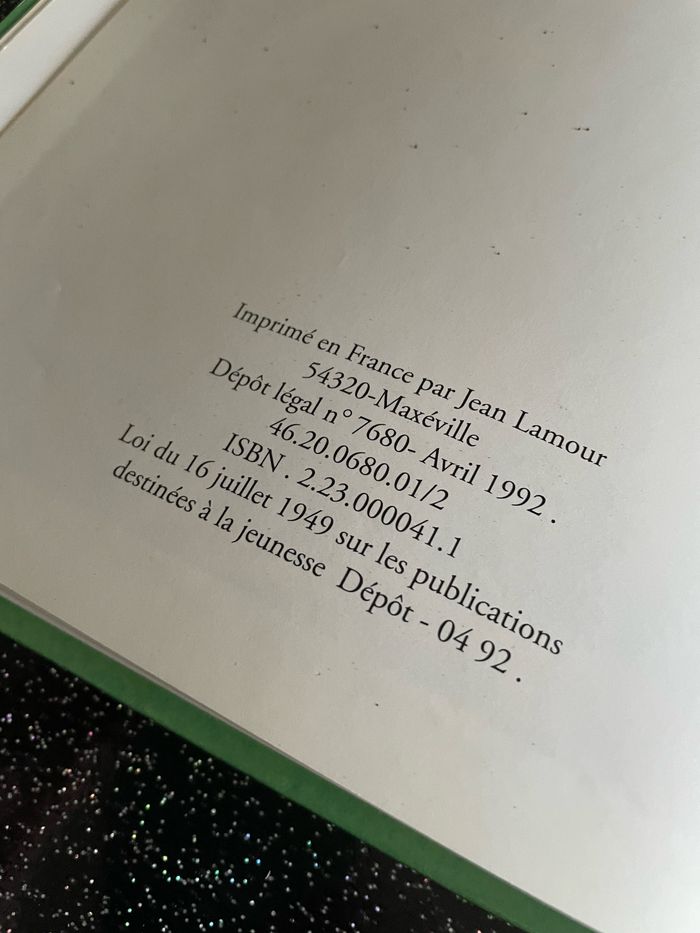 Imprimé en France par Jean Lamour
54320-Maxéville
Dépôt légal n° 7680- Avril 1992 .
46.20.0680.01/2
ISBN . 2.23.000041.1
Loi du 16 juillet 1949 sur les publications
destinées à la jeunesse Dépôt - 04 92 .